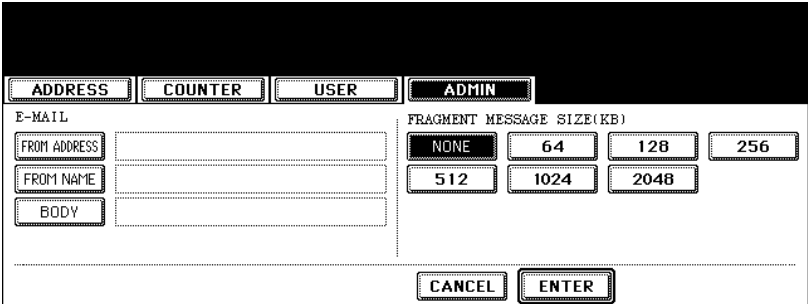 ADDRESS COUNTER USER ADMIN
E-MAIL
FROM ADDRESS
FROM NAME
BODY
FRAGMENT MESSAGE SIZE(KB)
NONE 64 128 256
512 1024 2048
CANCEL ENTER